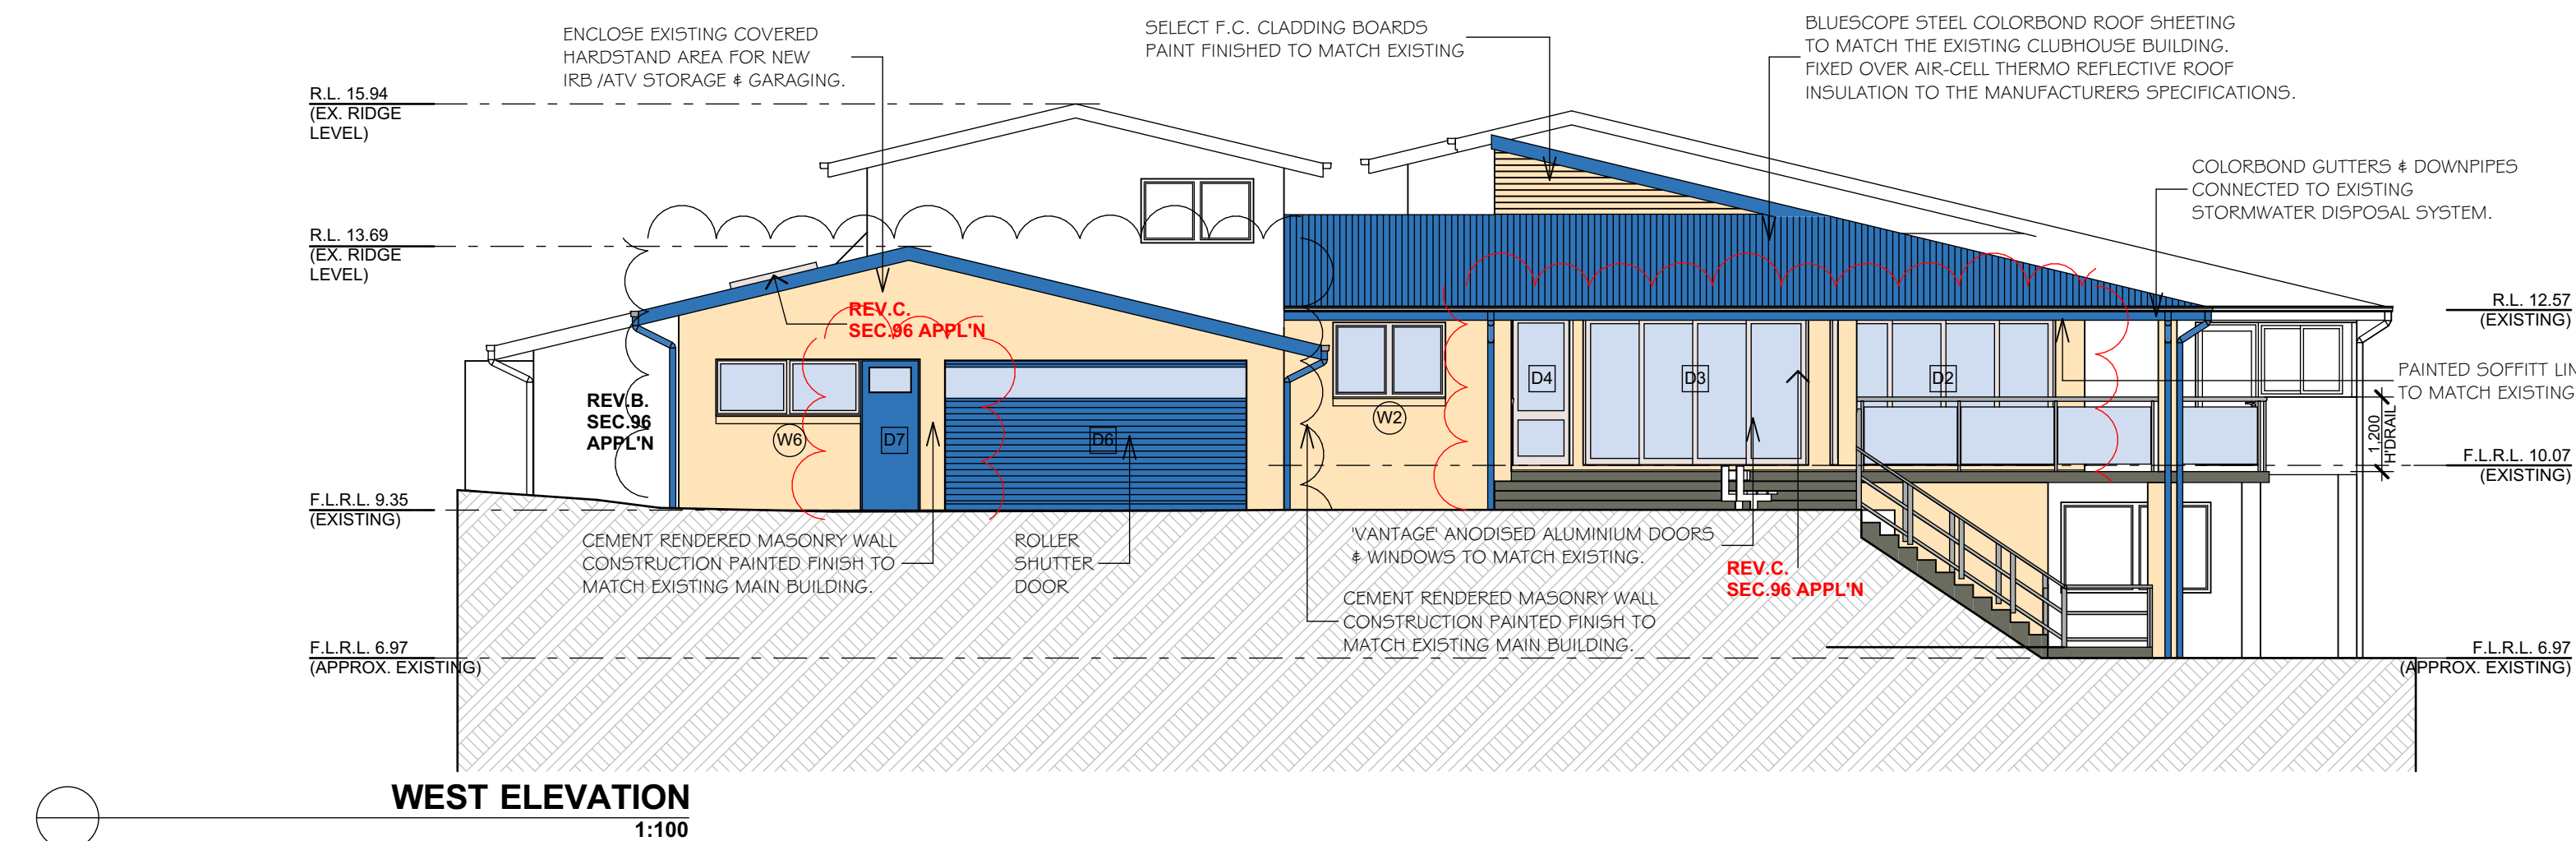 ENCLOSE EXISTING COVERED
HARDSTAND AREA FOR NEW
IRB /ATV STORAGE & GARAGING.
SELECT F.C. CLADDING BOARDS
PAINT FINISHED TO MATCH EXISTING
BLUESCOPE STEEL COLORBOND ROOF SHEETING
TO MATCH THE EXISTING CLUBHOUSE BUILDING.
FIXED OVER AIR-CELL THERMO REFLECTIVE ROOF
INSULATION TO THE MANUFACTURERS SPECIFICATIONS.
R.L. 15.94
(EX. RIDGE
LEVEL)
COLORBOND GUTTERS & DOWNPIPES
CONNECTED TO EXISTING
STORMWATER DISPOSAL SYSTEM.
R.L. 13.69
(EX. RIDGE
LEVEL)
REV.C.
SEC.96 APPL'N
R.L. 12.57
(EXISTING)
PAINTED SOFFITT LIN
TO MATCH EXISTING
REV.B.
SEC.96
APPL'N
W6
D7
D6
W2
D4
D3
D2
1,200
H'DRAIL
F.L.R.L. 10.07
(EXISTING)
F.L.R.L. 9.35
(EXISTING)
CEMENT RENDERED MASONRY WALL
CONSTRUCTION PAINTED FINISH TO
MATCH EXISTING MAIN BUILDING.
ROLLER
SHUTTER
DOOR
'VANTAGE' ANODISED ALUMINIUM DOORS
& WINDOWS TO MATCH EXISTING.
REV.C.
SEC.96 APPL'N
CEMENT RENDERED MASONRY WALL
CONSTRUCTION PAINTED FINISH TO
MATCH EXISTING MAIN BUILDING.
F.L.R.L. 6.97
(APPROX. EXISTING)
F.L.R.L. 6.97
(APPROX. EXISTING)
WEST ELEVATION
1:100